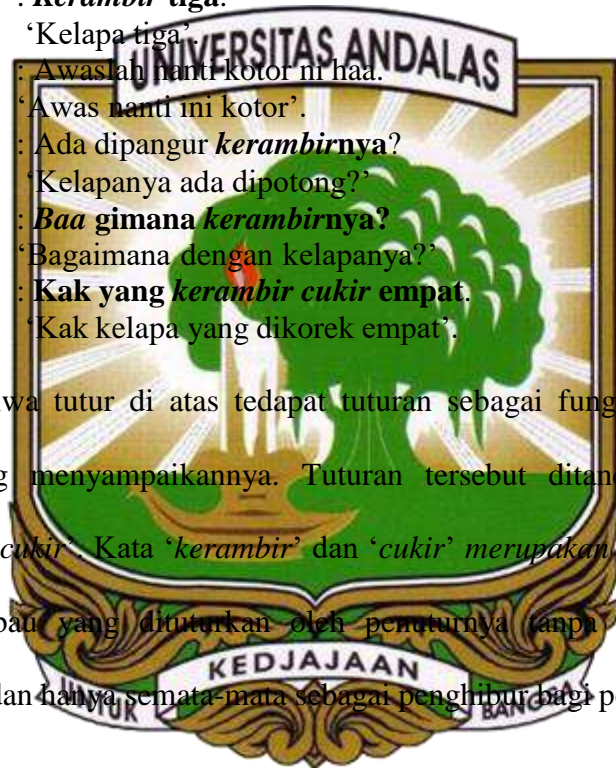 : Kerambir tiga.
‘Kelapa tiga’.
UNIVERSITAS ANDALAS
: Awaslah nanti kotor ni haa.
‘Awas nanti ini kotor’.
: Ada dipangur kerambirnya?
‘Kelapanya ada dipotong?’
: Baa gimana kerambirnya?
‘Bagaimana dengan kelapanya?’
: Kak yang kerambir cukir empat.
‘Kak kelapa yang dikorek empat’.
tutur di atas tedapat tuturan sebagai
menyampaikannya. Tuturan tersebut
cukir’. Kata ‘kerambir’ dan ‘cukir’ merupakan
yang dituturkan oleh penuturnya tanpa
KEDJAJAAN
dan hanya semata-mata sebagai penghibur bagi
UNTUK BANGSA